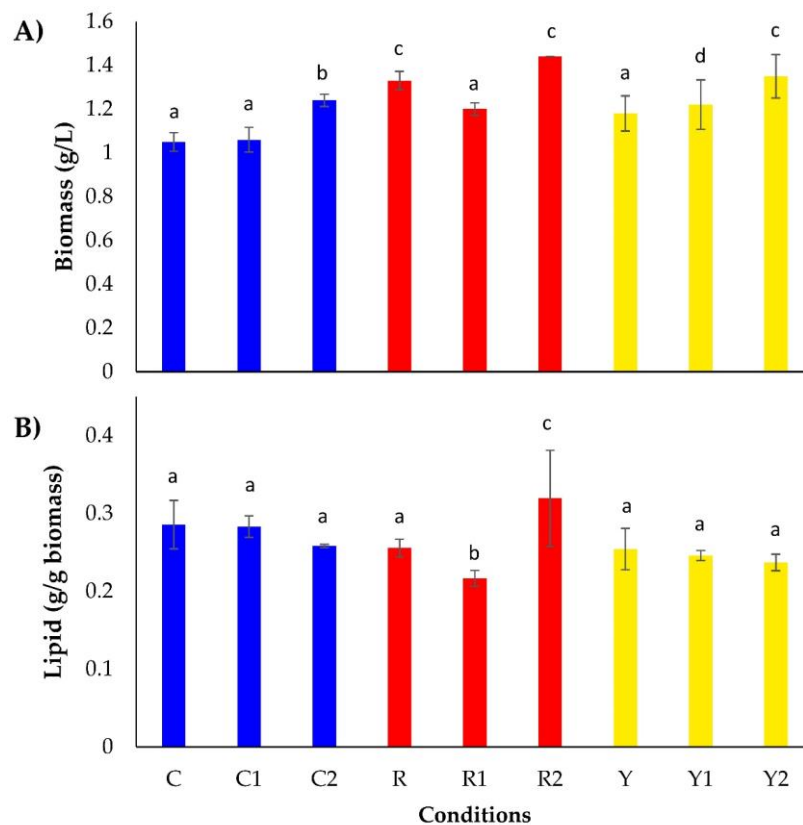 A)
Biomass (g/L)
1.6
1.4
1.2
1
0.8
0.6
0.4
0.2
0
a a b c a c a d c
B)
Lipid (g/g biomass)
0.4
0.3
0.2
0.1
0
a a a a b c a a a
C C1 C2 R R1 R2 Y Y1 Y2
Conditions